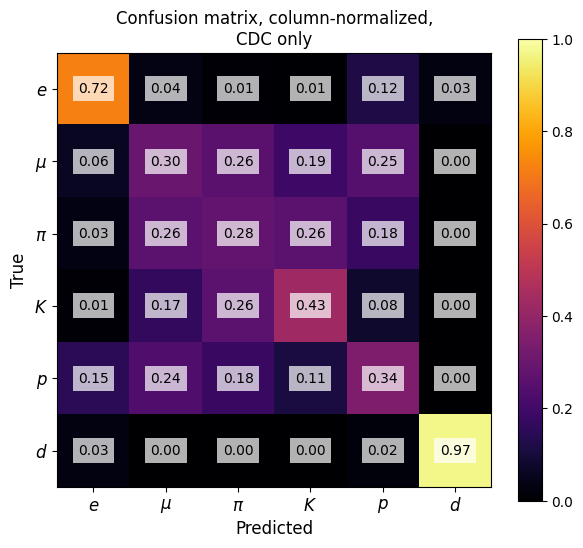 Confusion matrix, column-normalized,
CDC only
e 0.72 0.04 0.01 0.01 0.12 0.03
μ 0.06 0.30 0.26 0.19 0.25 0.00
π 0.03 0.26 0.28 0.26 0.18 0.00
K 0.01 0.17 0.26 0.43 0.08 0.00
p 0.15 0.24 0.18 0.11 0.34 0.00
d 0.03 0.00 0.00 0.00 0.02 0.97
e μ π K p d
Predicted
True
1.0
0.8
0.6
0.4
0.2
0.0